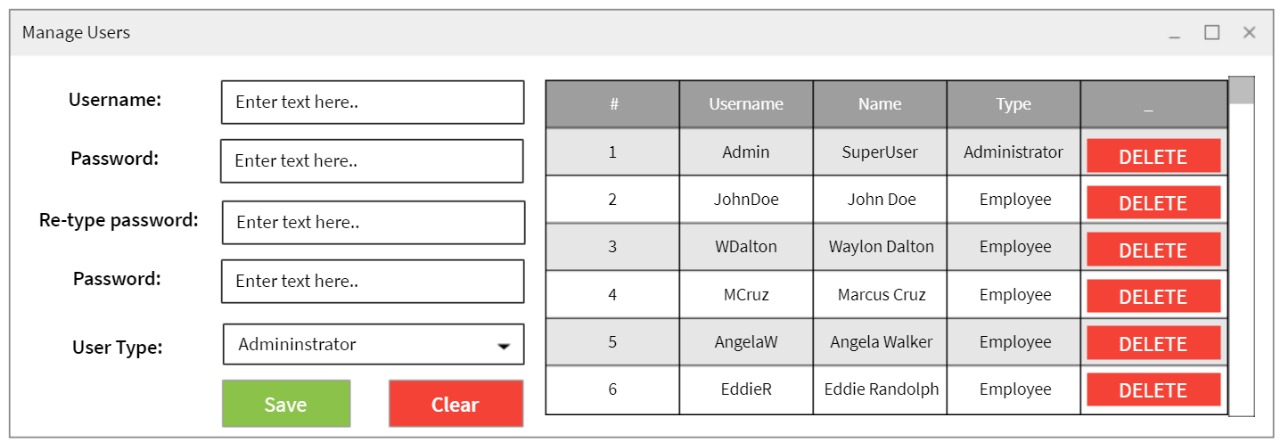 Manage Users
Username: Enter text here..
Password: Enter text here..
Re-type password: Enter text here..
Password: Enter text here..
User Type: Admininstrator
Save Clear
# Username Name Type _
1 Admin SuperUser Administrator DELETE
2 JohnDoe John Doe Employee DELETE
3 WDalton Waylon Dalton Employee DELETE
4 MCruz Marcus Cruz Employee DELETE
5 AngelaW Angela Walker Employee DELETE
6 EddieR Eddie Randolph Employee DELETE